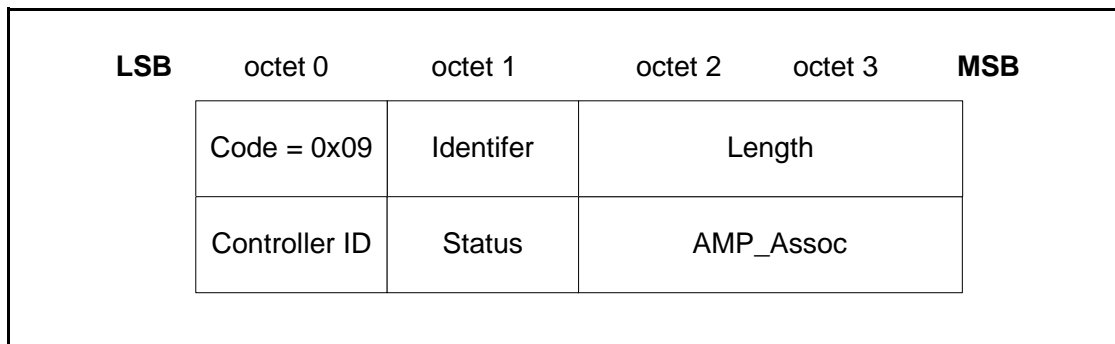 LSB octet 0 octet 1 octet 2 octet 3 MSB
Code = 0x09 Identifer Length
Controller ID Status AMP_Assoc